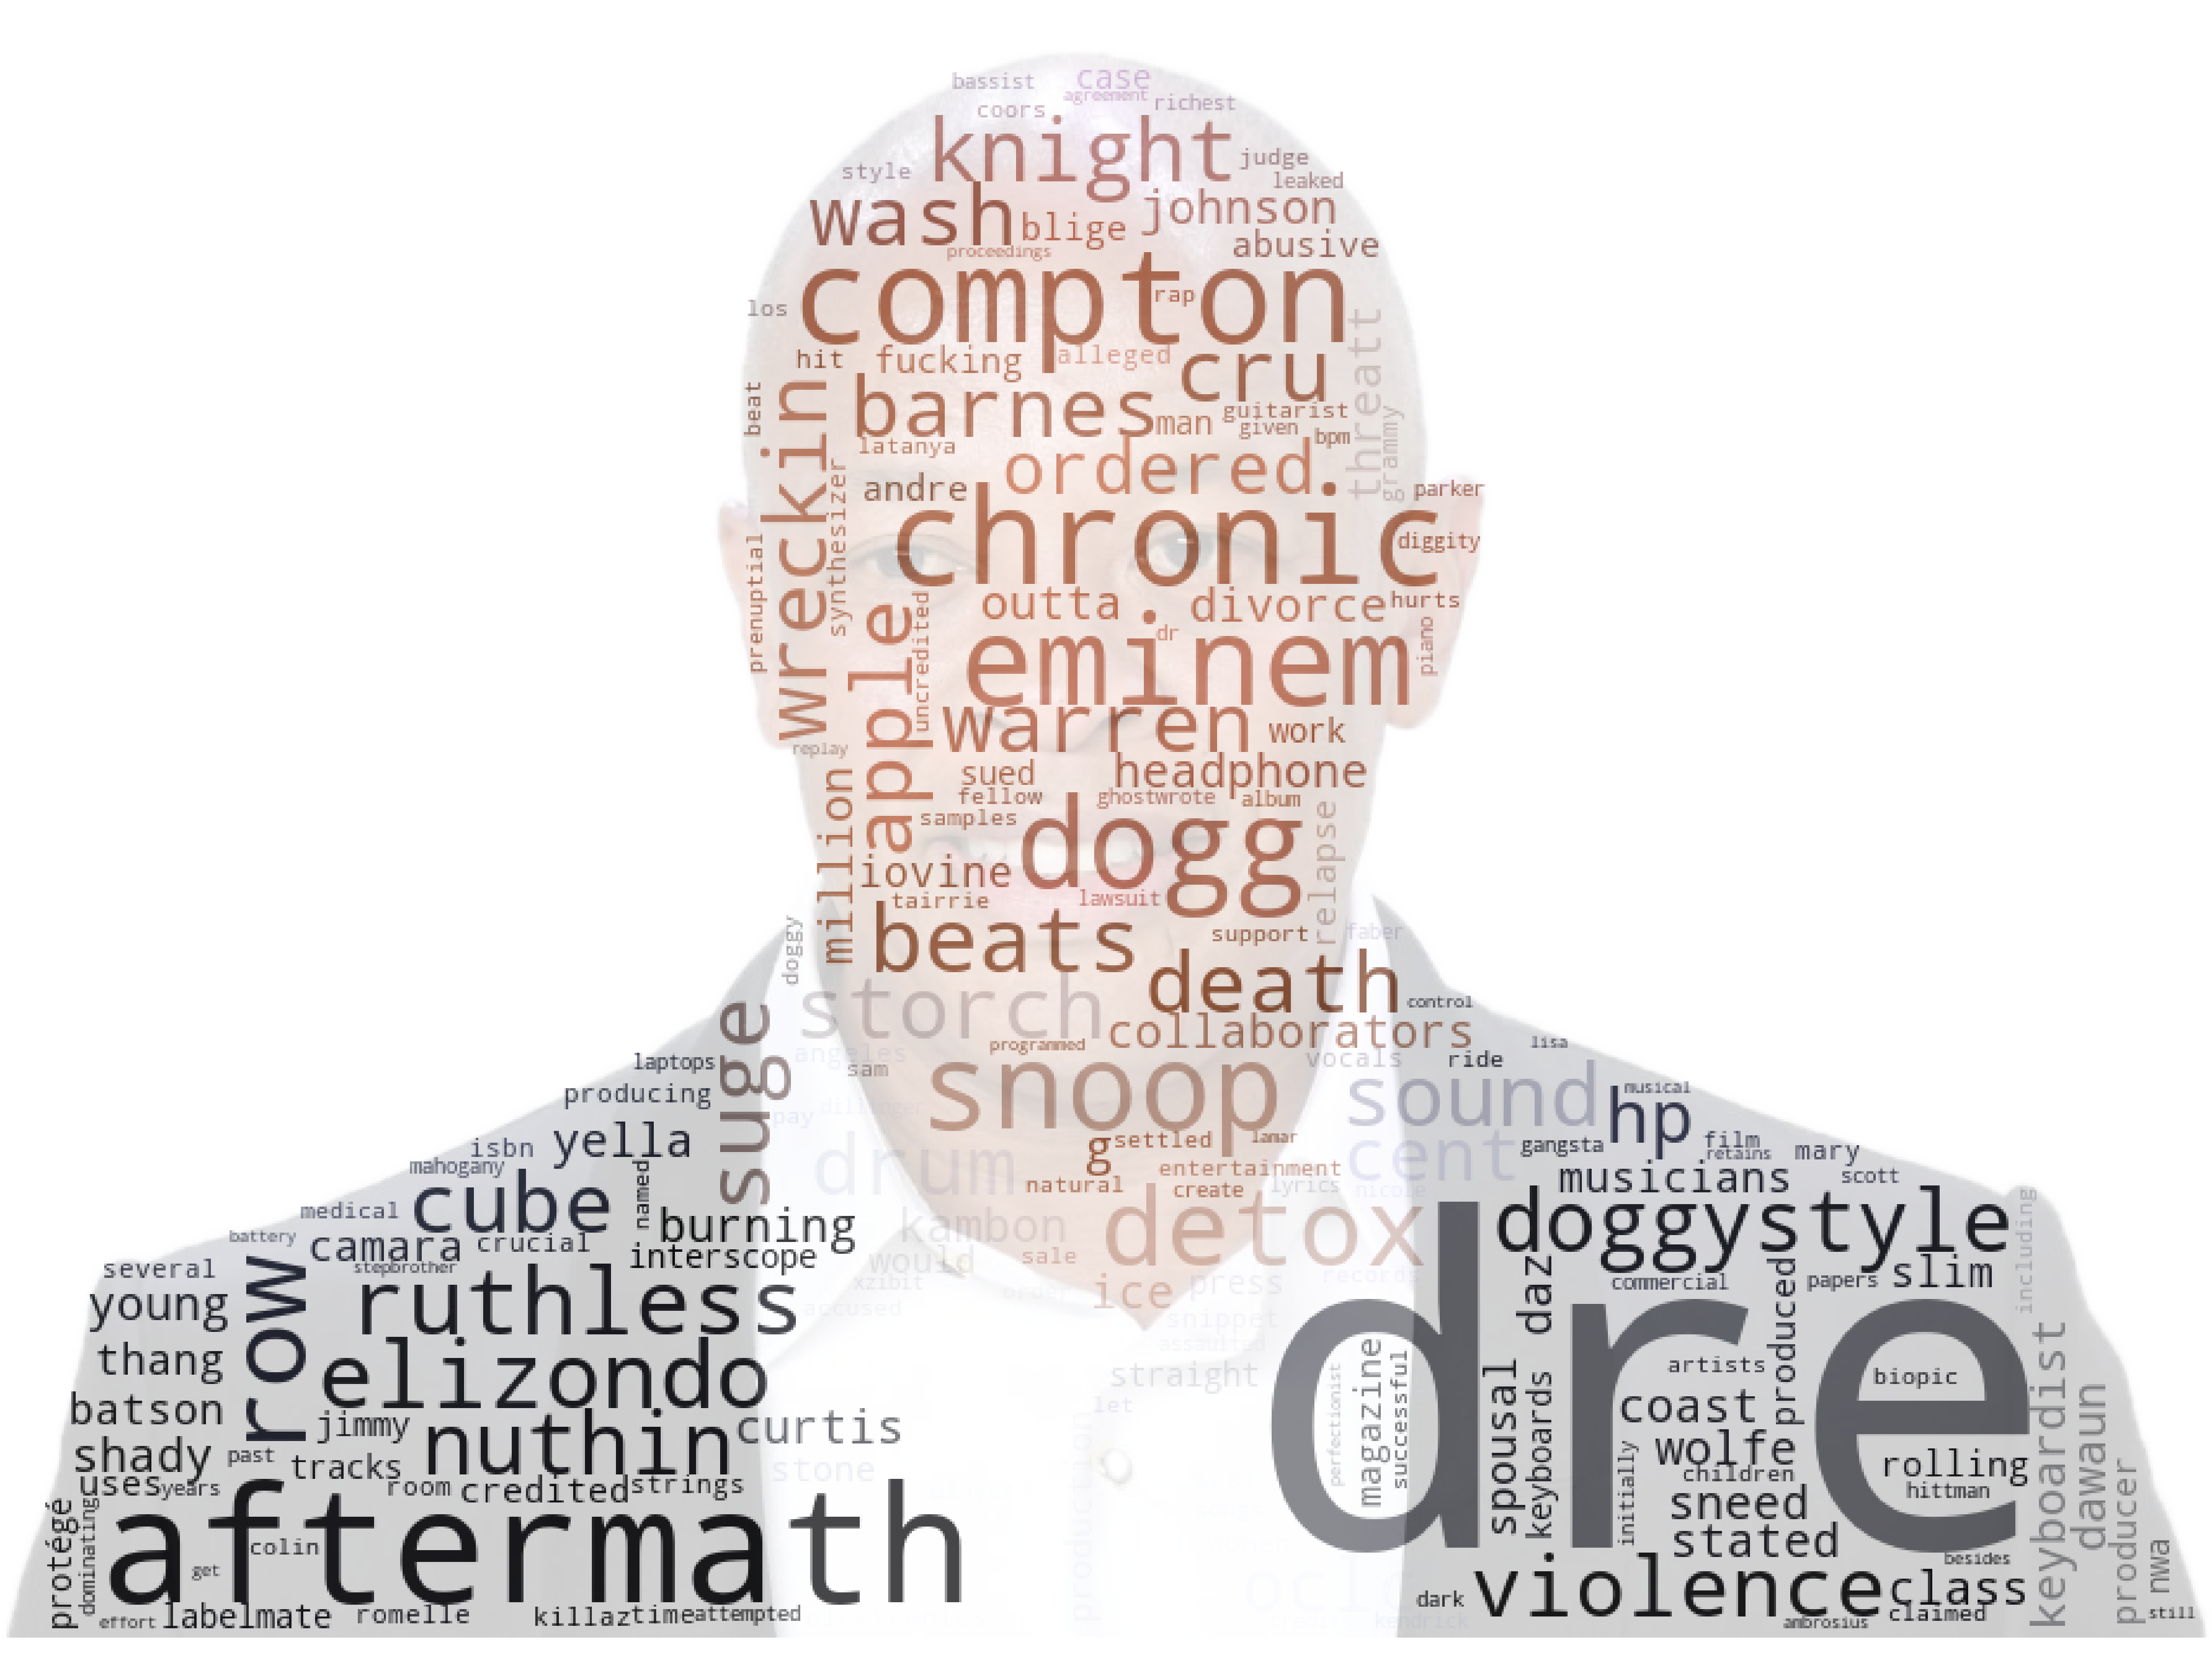 bassist case
agreement
coors richest
knight judge
style leaked
wash blige johnson
abusive
proceedings
compton rap
los
threatt
hit fucking alleged cru
beat wreckin barnes man guitarist
given bpm grammy
latanya
ordered
synthesizer andre parker
chronic diggity
prenuptial
outta divorce hurts
uncredited dr
eminem piano
apple warren work
replay
sued headphone
million fellow ghostwrote album
samples dogg relapse
iovine
tairrie lawsuit
beats support faber
doggy
death control
storch
suge collaborators
programmed lisa
angeles vocals ride
laptops sam snoop
producing sound musical
pay dillinger hp
yella settled lamar gangsta film
isbn g retains mary
mahogany drum entertainment cent
named natural create lyrics nicole musicians scott
cube
medical kambon detox doggystyle including
battery burning
camara crucial interscope would sale
stepbrother
several xzibit order ice press records daz commercial produced papers slim
young row ruthless accused
snippet
assaulted
thang elizondo straight dre
perfectionist magazine successful
spousal keyboards artists biopic
batson let coast keyboardist
jimmy nuthin curtis dawaun
shady past wolfe
tracks stone children rolling
uses years room credited strings production initially hittman
protégé dominating sneed producer
aftermath stated
colin besides nwa
get oclc violence class
dark
effort labelmate romelle killaz time attempted kendrick ambrosius claimed still